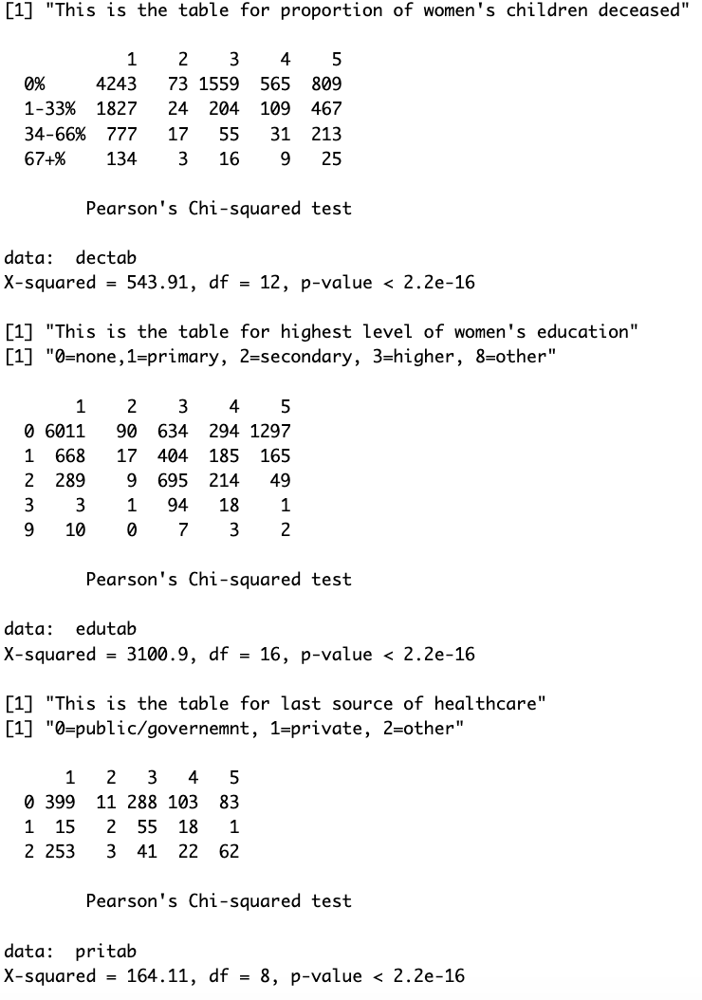 [1] "This is the table for proportion of women's children deceased"
1 2 3 4 5
0% 4243 73 1559 565 809
1-33% 1827 24 204 109 467
34-66% 777 17 55 31 213
67+% 134 3 16 9 25
Pearson's Chi-squared test
data: dectab
X-squared = 543.91, df = 12, p-value < 2.2e-16
[1] "This is the table for highest level of women's education"
[1] "0=none,1=primary, 2=secondary, 3=higher, 8=other"
1 2 3 4 5
0 6011 90 634 294 1297
1 668 17 404 185 165
2 289 9 695 214 49
3 3 1 94 18 1
9 10 0 7 3 2
Pearson's Chi-squared test
data: edutab
X-squared = 3100.9, df = 16, p-value < 2.2e-16
[1] "This is the table for last source of healthcare"
[1] "0=public/governemnt, 1=private, 2=other"
1 2 3 4 5
0 399 11 288 103 83
1 15 2 55 18 1
2 253 3 41 22 62
Pearson's Chi-squared test
data: pritab
X-squared = 164.11, df = 8, p-value < 2.2e-16